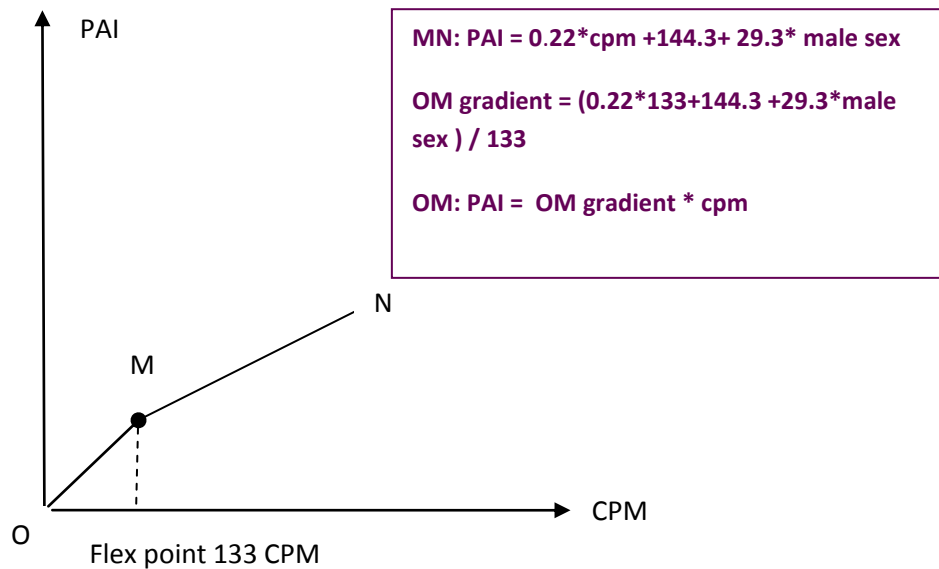 PAI
MN: PAI = 0.22*cpm +144.3+ 29.3* male sex
OM gradient = (0.22*133+144.3 +29.3*male
sex ) / 133
OM: PAI = OM gradient * cpm
N
M
CPM
O
Flex point 133 CPM